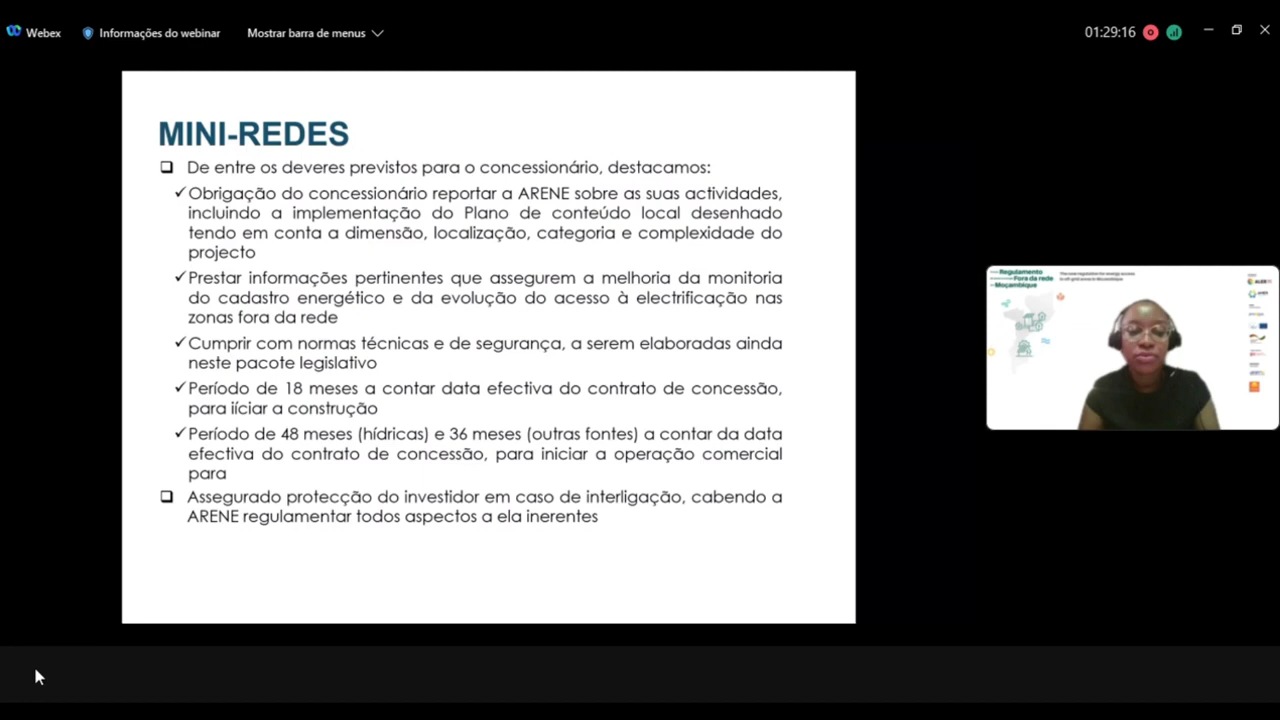 Webex
Informações do webinar
Mostrar barra de menus
01:29:16
MINI-REDES
De entre os deveres previstos para o concessionário, destacamos:
Obrigação do concessionário reportar a ARENE sobre as suas actividades,
incluindo a implementação do Plano de conteúdo local desenhado
tendo em conta a dimensão, localização, categoria e complexidade do
projecto
Prestar informações pertinentes que assegurem a melhoria da monitoria
do cadastro energético e da evolução do acesso à electrificação nas
zonas fora da rede
Cumprir com normas técnicas e de segurança, a serem elaboradas ainda
neste pacote legislativo
Período de 18 meses a contar data efectiva do contrato de concessão,
para iíciar a construção
Período de 48 meses (hídricas) e 36 meses (outras fontes) a contar da data
efectiva do contrato de concessão, para iniciar a operação comercial
para
Assegurado protecção do investidor em caso de interligação, cabendo a
ARENE regulamentar todos aspectos a ela inerentes
Regulamento
Fora da rede
Moçambique
ALER